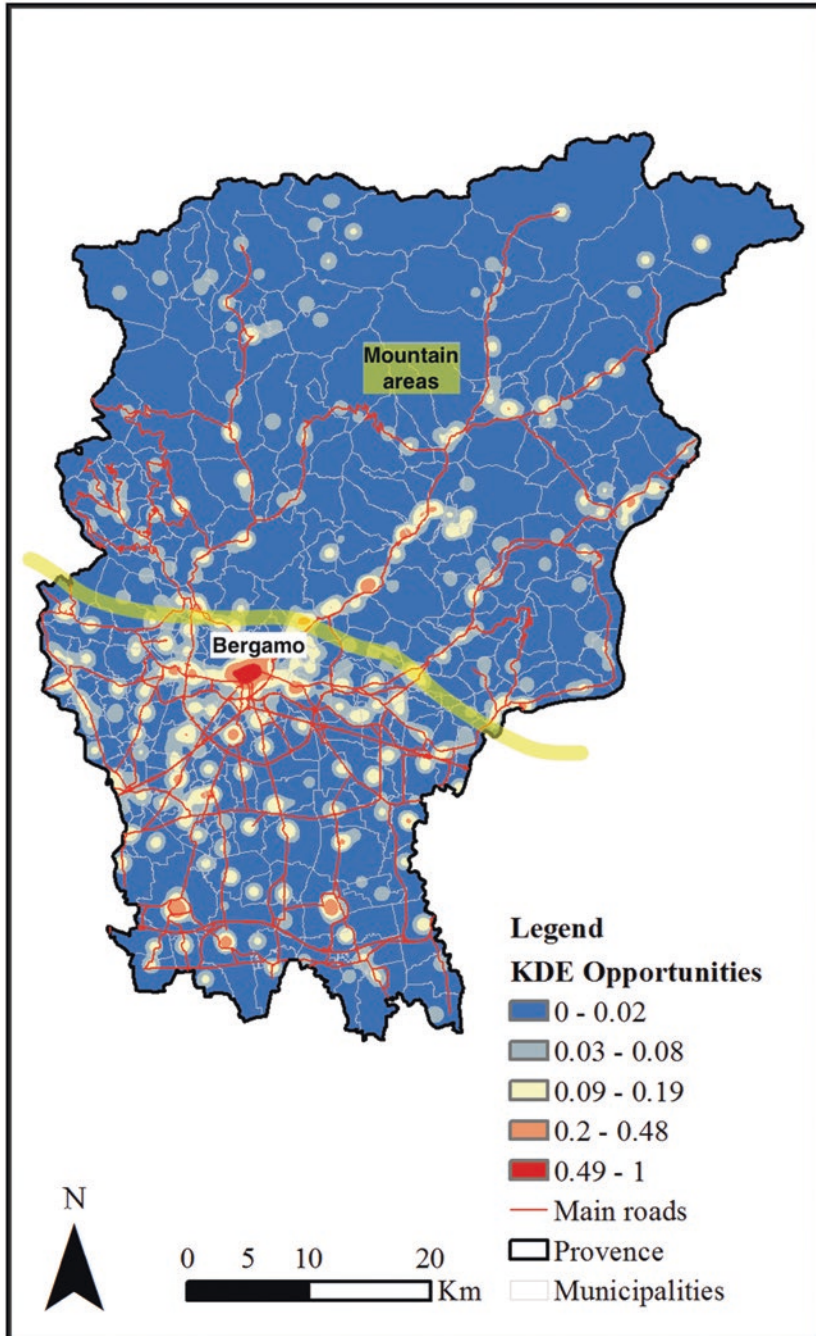 Mountain
areas
Bergamo
Legend
KDE Opportunities
0 - 0.02
0.03 - 0.08
0.09 - 0.19
0.2 - 0.48
0.49 - 1
Main roads
Provence
Municipalities
N
0 5 10 20
Km